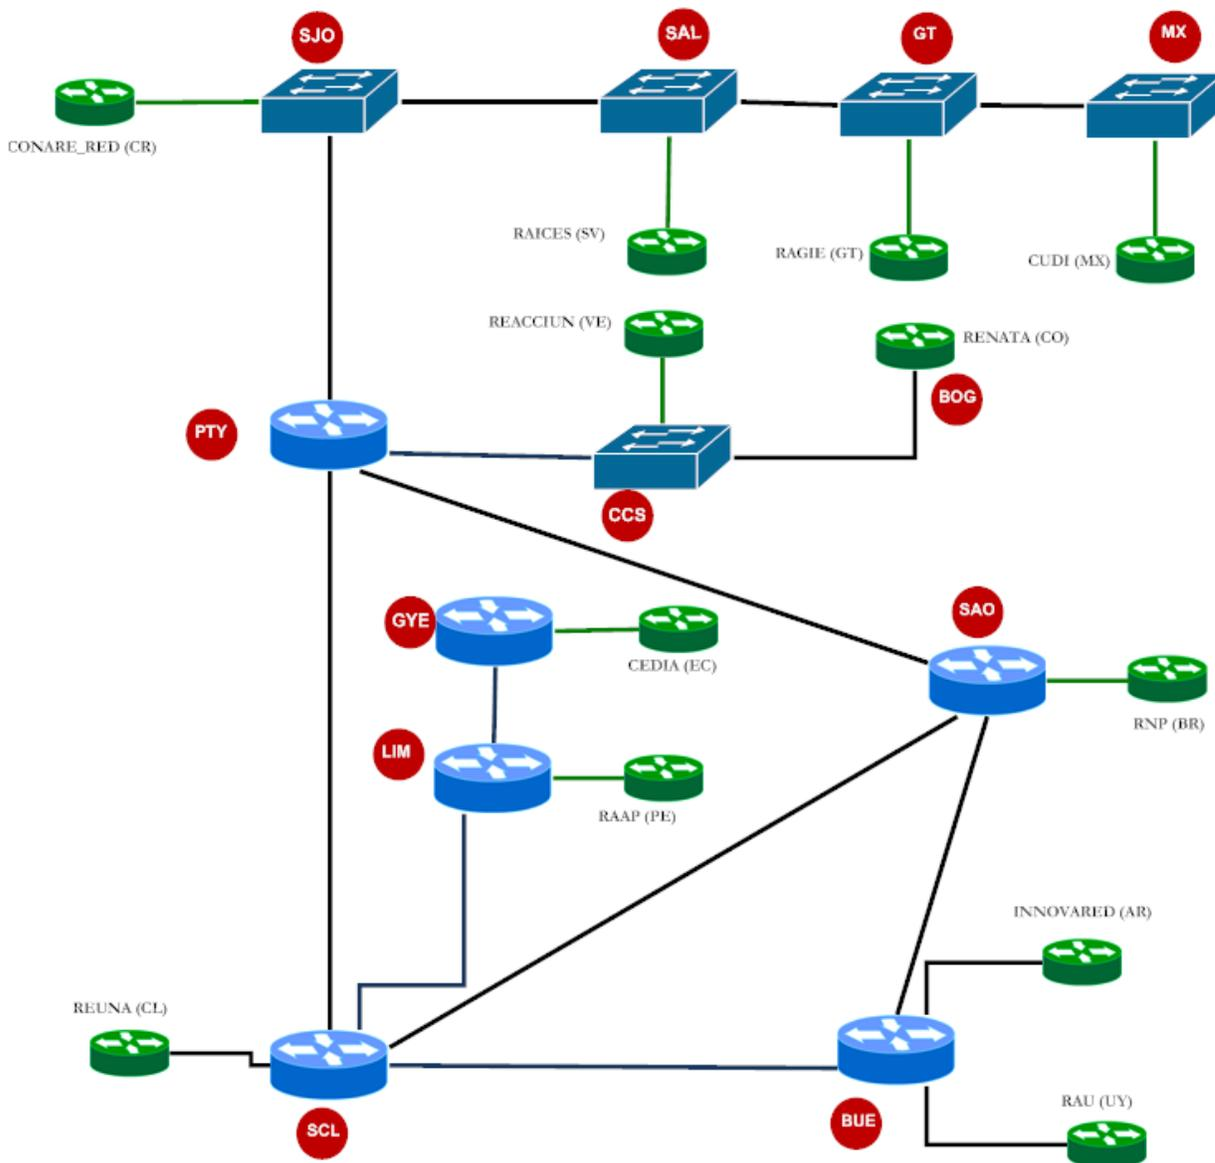 SJO
SAL
GT
MX
CONARE_RED (CR)
RAICES (SV)
RAGIE (GT)
CUDI (MX)
REACCIUN (VE)
RENATA (CO)
BOG
PTY
CCS
GYE
SAO
CEDIA (EC)
RNP (BR)
LIM
RAAP (PE)
INNOVARED (AR)
REUNA (CL)
RAU (UY)
BUE
SCL